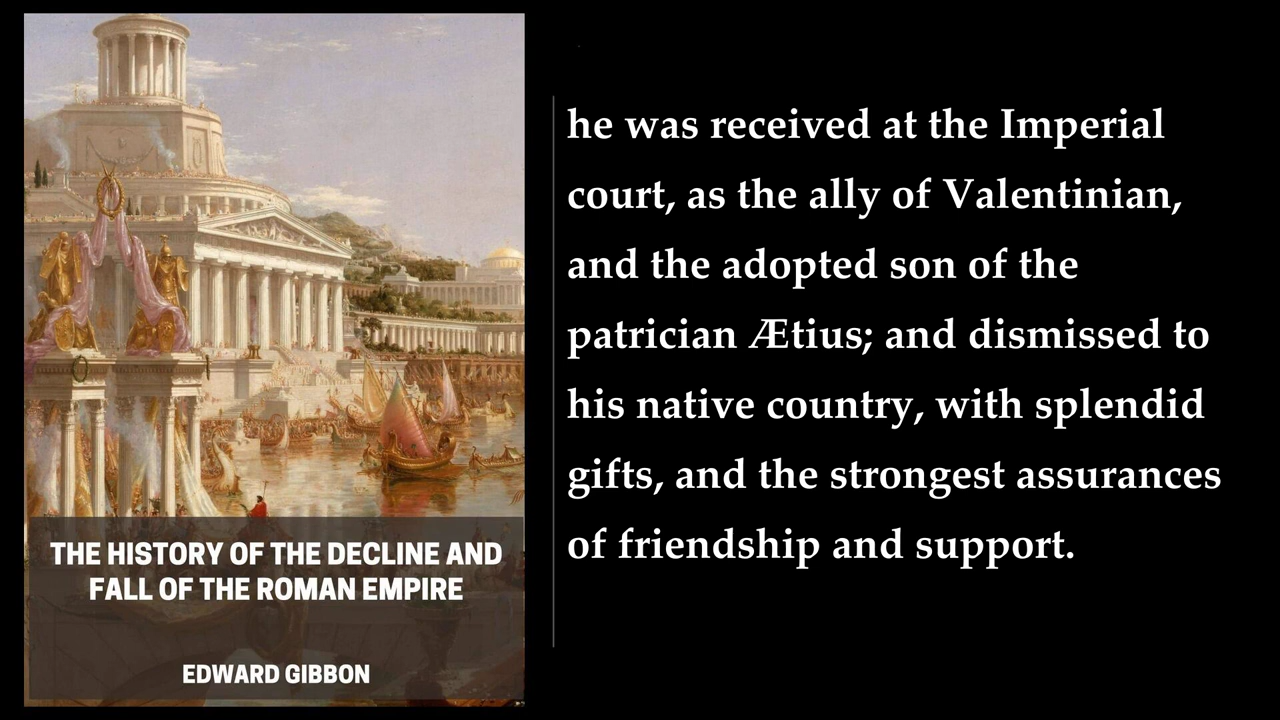 THE HISTORY OF THE DECLINE AND
FALL OF THE ROMAN EMPIRE
EDWARD GIBBON
he was received at the Imperial
court, as the ally of Valentinian,
and the adopted son of the
patrician Ætius; and dismissed to
his native country, with splendid
gifts, and the strongest assurances
of friendship and support.